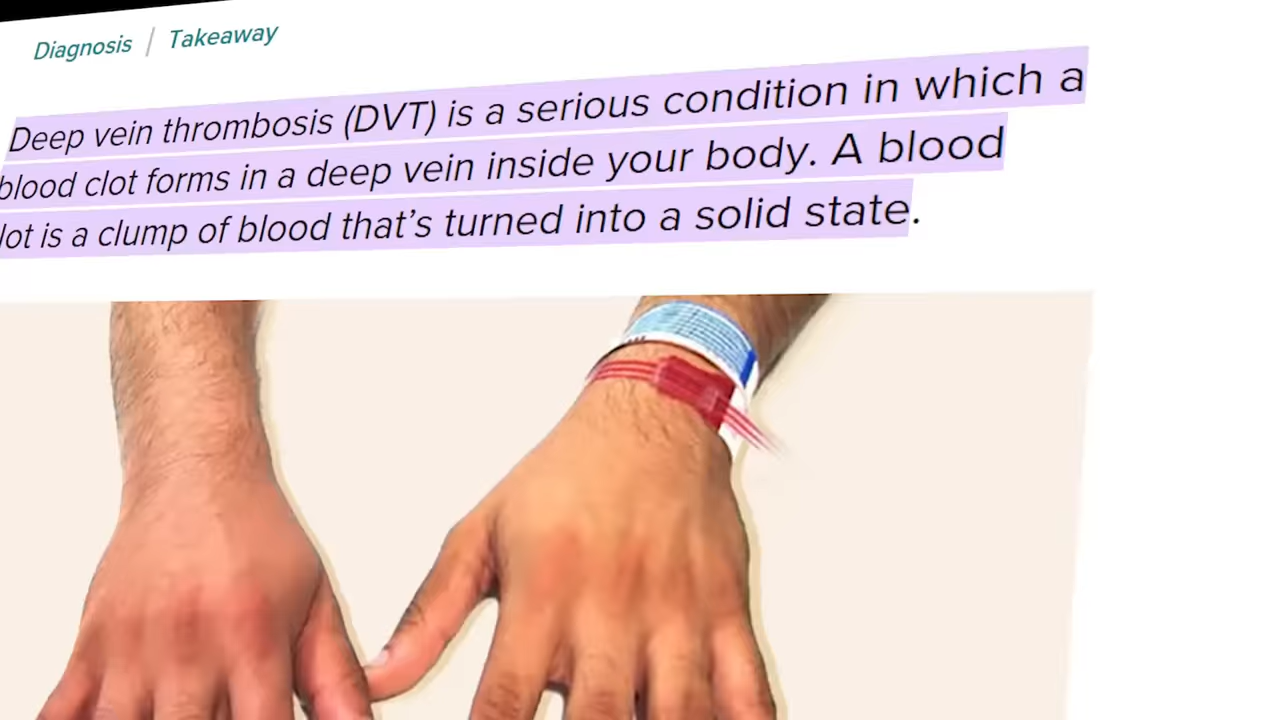 Diagnosis | Takeaway
Deep vein thrombosis (DVT) is a serious condition in which a
blood clot forms in a deep vein inside your body. A blood
lot is a clump of blood that’s turned into a solid state.